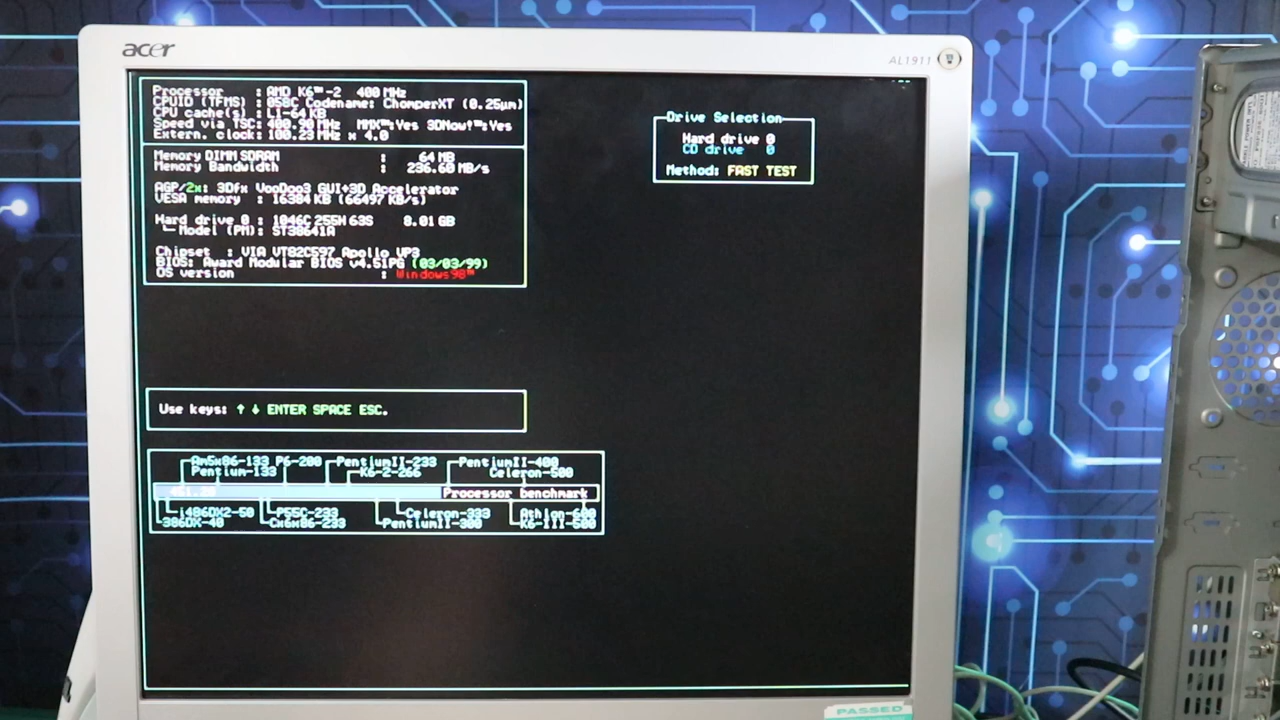 acer
AL1911
Processor : AMD K6™-2 400 MHz
CPUID (TFMS) : 058C Codename: ChomperXT (0.25µm)
CPU cache(s) : L1-64 KB
Speed via TSC: 400.90 MHz MMX™:Yes 3DNow!™:Yes
Extern. clock: 100.23 MHz x 4.0
Memory DIMM SDRAM : 64 MB
Memory Bandwidth : 236.60 MB/s
AGP/2x: 3Dfx VooDoo3 GUI+3D Accelerator
VESA memory : 16384 KB (66497 KB/s)
Hard drive 0 : 1046C 255H 63S 8.01 GB
Model (PM): ST38641A
Chipset : VIA VT82C597 Apollo VP3
BIOS: Award Modular BIOS v4.51PG (03/03/99)
OS version : Windows98™
Drive Selection
Hard drive 0
CD drive 0
Method: FAST TEST
Use keys: ↑ ↓ ENTER SPACE ESC.
Am5x86-133 P6-200 PentiumII-233 PentiumII-400
Pentium-133 K6-2-266 Celeron-500
Processor benchmark
i486DX2-50 P55C-233 Celeron-333 Athlon-600
386DX-40 Cx6x86-233 PentiumII-300 K6-III-500
PASSED